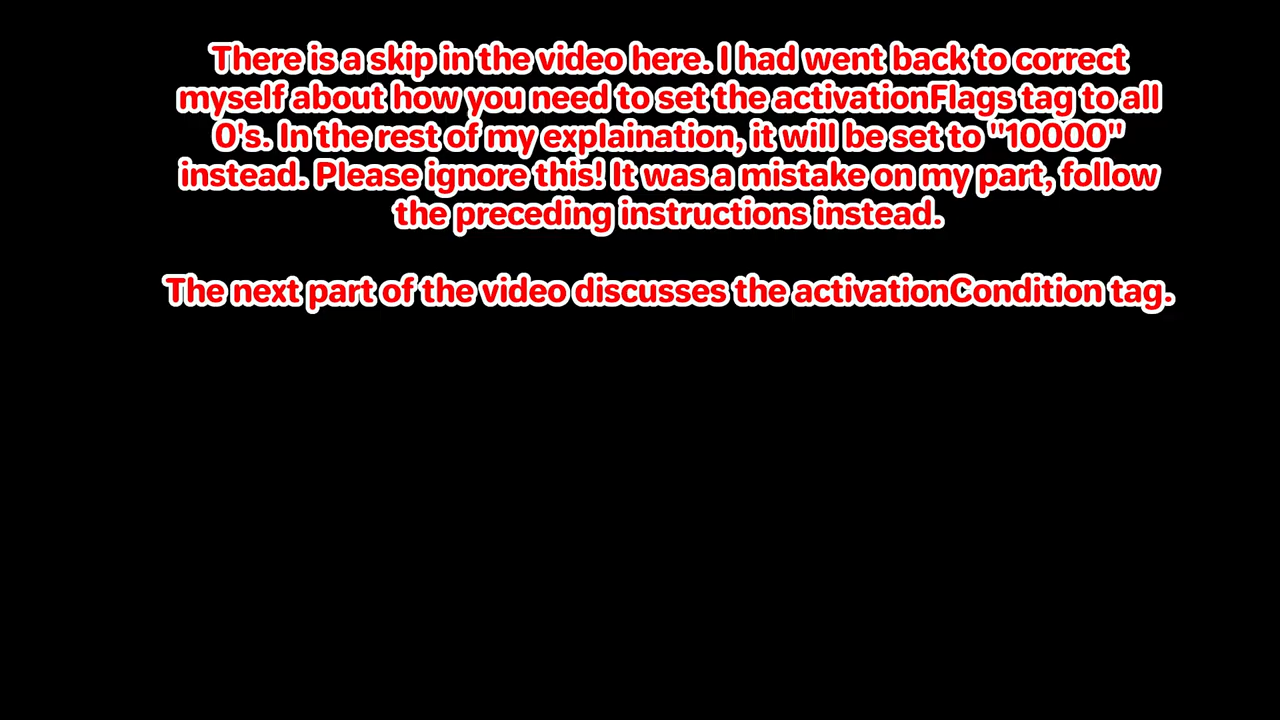 There is a skip in the video here. I had went back to correct
myself about how you need to set the activationFlags tag to all
0's. In the rest of my explaination, it will be set to "10000"
instead. Please ignore this! It was a mistake on my part, follow
the preceding instructions instead.
The next part of the video discusses the activationCondition tag.